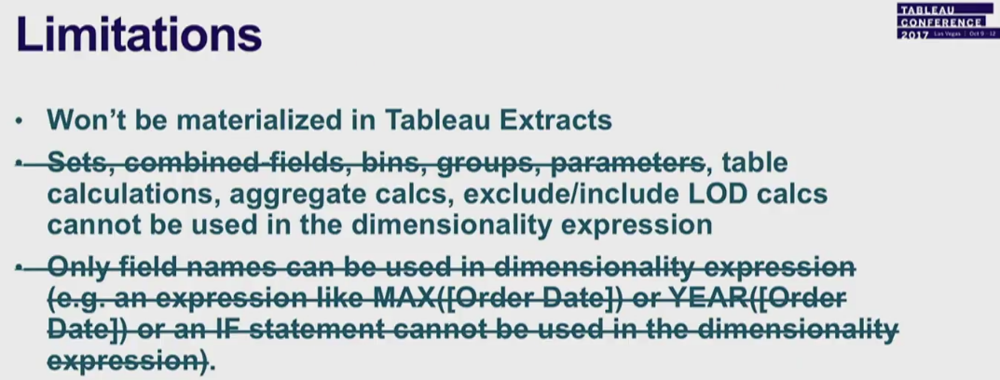 Limitations
TABLEAU
CONFERENCE
2017 Las Vegas | Oct 9 - 12
• Won't be materialized in Tableau Extracts
• Sets, combined fields, bins, groups, parameters, table
calculations, aggregate calcs, exclude/include LOD calcs
cannot be used in the dimensionality expression
• Only field names can be used in dimensionality expression
(e.g. an expression like MAX([Order Date]) or YEAR([Order
Date]) or an IF statement cannot be used in the dimensionality
expression).